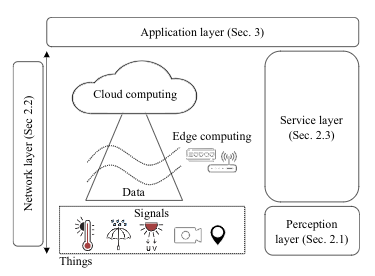 Application layer (Sec. 3)
Network layer (Sec 2.2)
Cloud computing
Edge computing
Data
Service layer
(Sec. 2.3)
Signals
UV
Things
Perception
layer (Sec. 2.1)